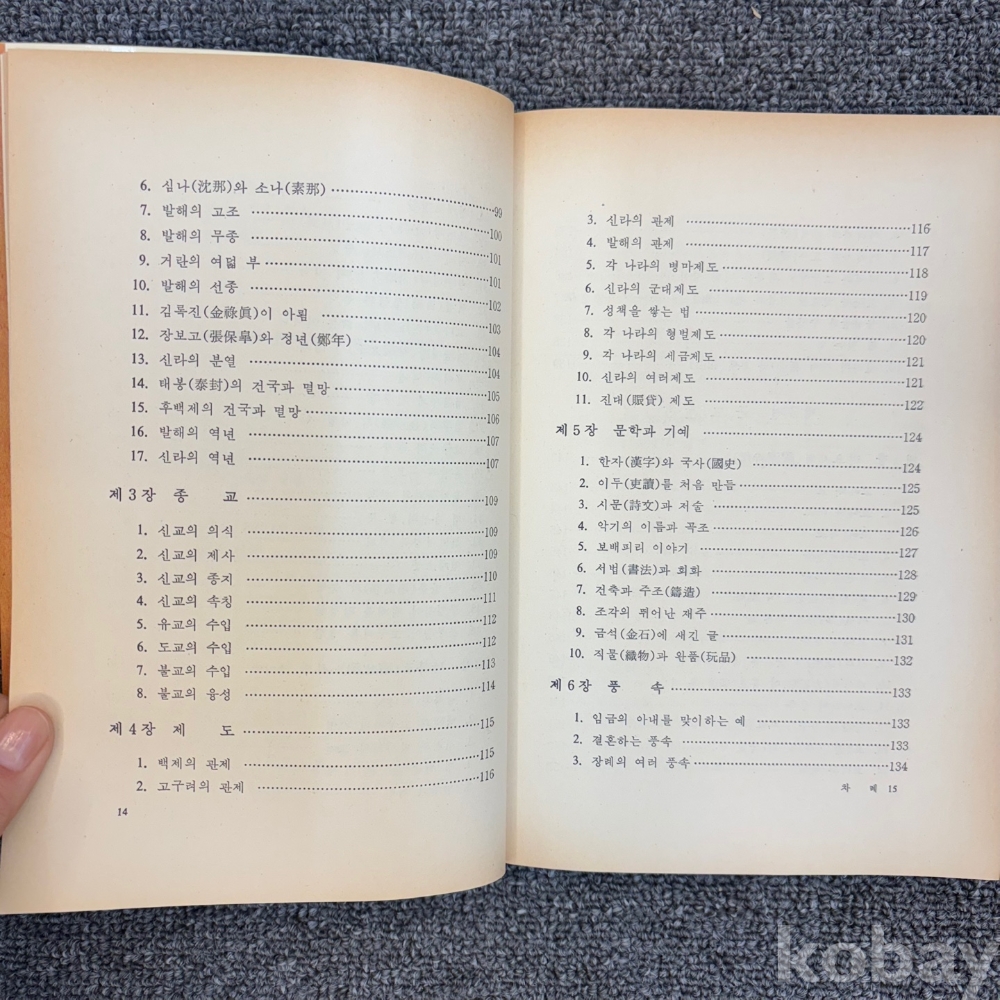 6. 심나(沈那)와 소나(素那) ········ 99
7. 발해의 고조 ········ 100
8. 발해의 무종 ········ 101
9. 거란의 여덟 부 ········ 101
10. 발해의 선종 ········ 102
11. 김록진(金祿眞)이 아룀 ········ 103
12. 장보고(張保皐)와 정년(鄭年) ········ 104
13. 신라의 분열 ········ 104
14. 태봉(泰封)의 건국과 멸망 ········ 105
15. 후백제의 건국과 멸망 ········ 106
16. 발해의 역년 ········ 107
17. 신라의 역년 ········ 107
제 3 장 종 교 ········ 109
1. 신교의 의식 ········ 109
2. 신교의 제사 ········ 109
3. 신교의 종지 ········ 110
4. 신교의 속칭 ········ 111
5. 유교의 수입 ········ 112
6. 도교의 수입 ········ 112
7. 불교의 수입 ········ 113
8. 불교의 융성 ········ 114
제 4 장 제 도 ········ 115
1. 백제의 관제 ········ 115
2. 고구려의 관제 ········ 116
14
3. 신라의 관제 ········ 116
4. 발해의 관제 ········ 117
5. 각 나라의 병마제도 ········ 118
6. 신라의 군대제도 ········ 119
7. 성책을 쌓는 법 ········ 120
8. 각 나라의 형벌제도 ········ 120
9. 각 나라의 세금제도 ········ 121
10. 신라의 여러제도 ········ 121
11. 진대(賑貸) 제도 ········ 122
제 5 장 문학과 기예 ········ 124
1. 한자(漢字)와 국사(國史) ········ 124
2. 이두(吏讀)를 처음 만듬 ········ 125
3. 시문(詩文)과 저술 ········ 125
4. 악기의 이름과 곡조 ········ 126
5. 보배피리 이야기 ········ 127
6. 서법(書法)과 회화 ········ 128
7. 건축과 주조(鑄造) ········ 129
8. 조각의 뛰어난 재주 ········ 130
9. 금석(金石)에 새긴 글 ········ 131
10. 직물(織物)과 완품(玩品) ········ 132
제 6 장 풍 속 ········ 133
1. 임금의 아내를 맞이하는 예 ········ 133
2. 결혼하는 풍속 ········ 133
3. 장례의 여러 풍속 ········ 134
차 례 15
kobay